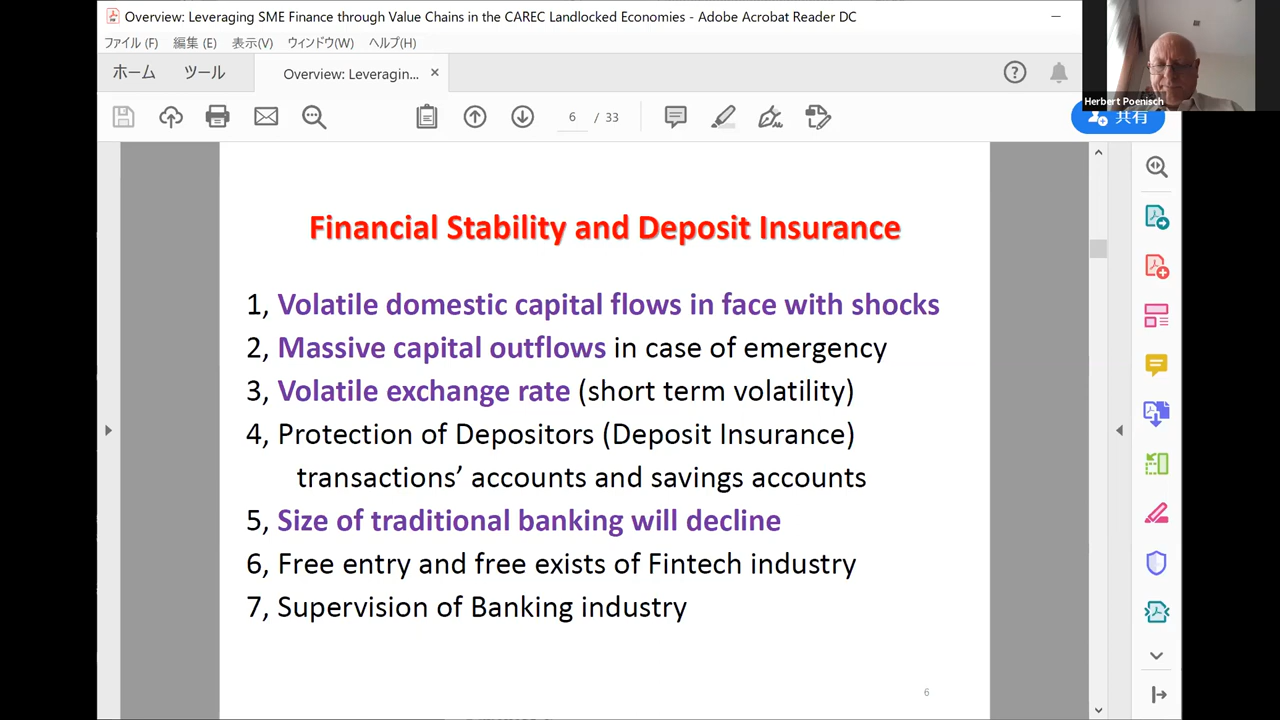 Overview: Leveraging SME Finance through Value Chains in the CAREC Landlocked Economies - Adobe Acrobat Reader DC
ファイル (F) 編集 (E) 表示(V) ウィンドウ(W) ヘルプ(H)
ホーム ツール Overview: Leveragin... ×
6 / 33
Herbert Poenisch
共有
Financial Stability and Deposit Insurance
1, Volatile domestic capital flows in face with shocks
2, Massive capital outflows in case of emergency
3, Volatile exchange rate (short term volatility)
4, Protection of Depositors (Deposit Insurance)
transactions’ accounts and savings accounts
5, Size of traditional banking will decline
6, Free entry and free exists of Fintech industry
7, Supervision of Banking industry
6